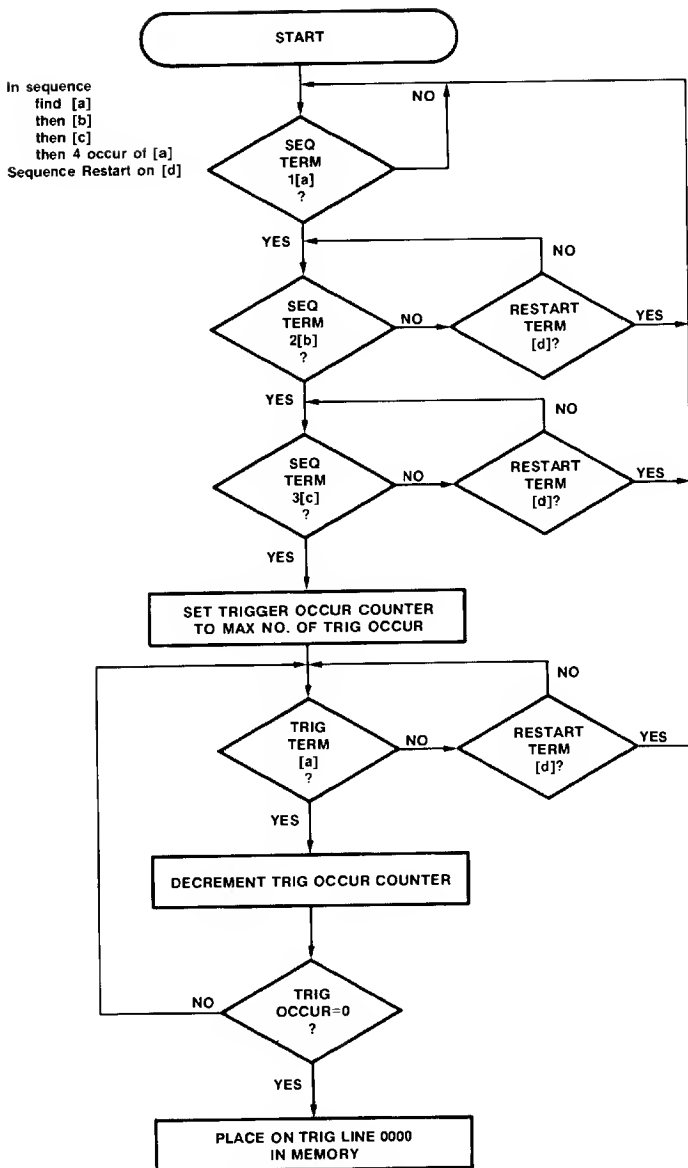 START
In sequence
find [a]
then [b]
then [c]
then 4 occur of [a]
Sequence Restart on [d]
NO
SEQ
TERM
1[a]
?
YES
NO
SEQ
TERM
2[b]
?
NO
RESTART
TERM
[d]?
YES
YES
NO
SEQ
TERM
3[c]
?
NO
RESTART
TERM
[d]?
YES
YES
SET TRIGGER OCCUR COUNTER
TO MAX NO. OF TRIG OCCUR
NO
TRIG
TERM
[a]
?
NO
RESTART
TERM
[d]?
YES
YES
DECREMENT TRIG OCCUR COUNTER
TRIG
OCCUR=0
?
NO
YES
PLACE ON TRIG LINE 0000
IN MEMORY